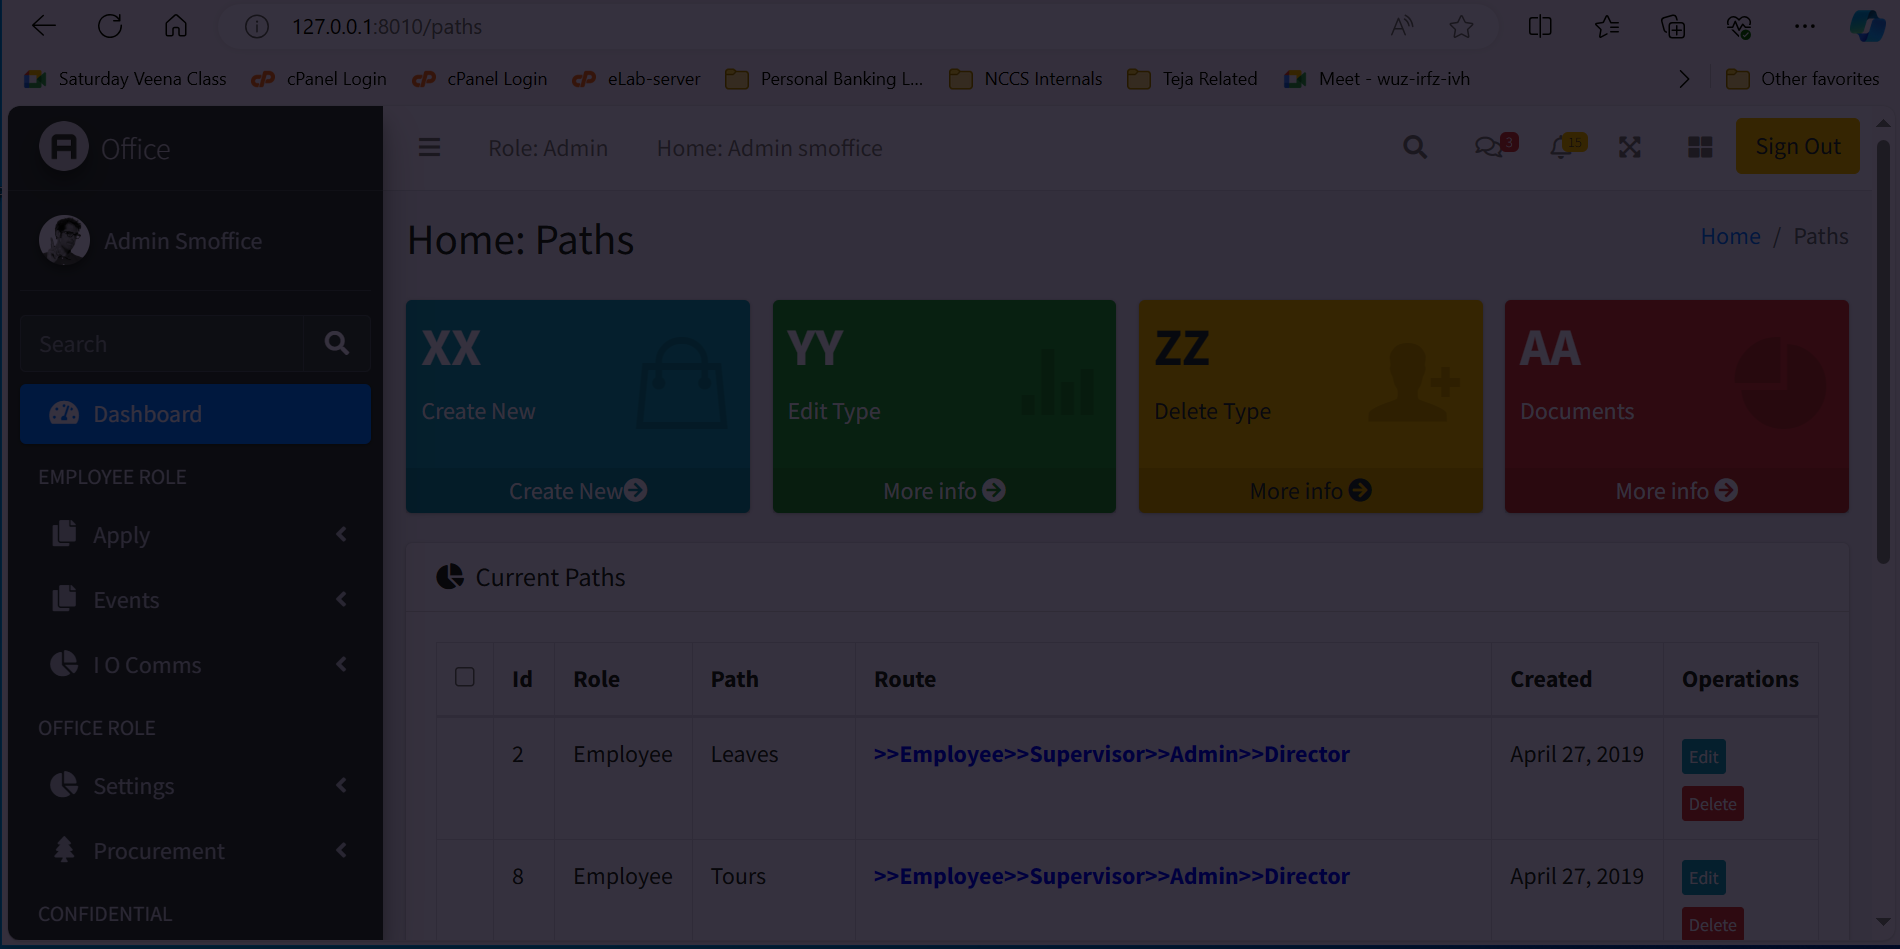 127.0.0.1:8010/paths
Saturday Veena Class cPanel Login cPanel Login eLab-server Personal Banking L... NCCS Internals Teja Related Meet - wuz-irfz-ivh Other favorites
Office
Role: Admin Home: Admin smoffice 3 15 Sign Out
Admin Smoffice
Home: Paths
Home / Paths
Search
Dashboard
EMPLOYEE ROLE
Apply
Events
I O Comms
OFFICE ROLE
Settings
Procurement
CONFIDENTIAL
XX
Create New
Create New
YY
Edit Type
More info
ZZ
Delete Type
More info
AA
Documents
More info
Current Paths
Id Role Path Route Created Operations
2 Employee Leaves >>Employee>>Supervisor>>Admin>>Director April 27, 2019 Edit
Delete
8 Employee Tours >>Employee>>Supervisor>>Admin>>Director April 27, 2019 Edit
Delete